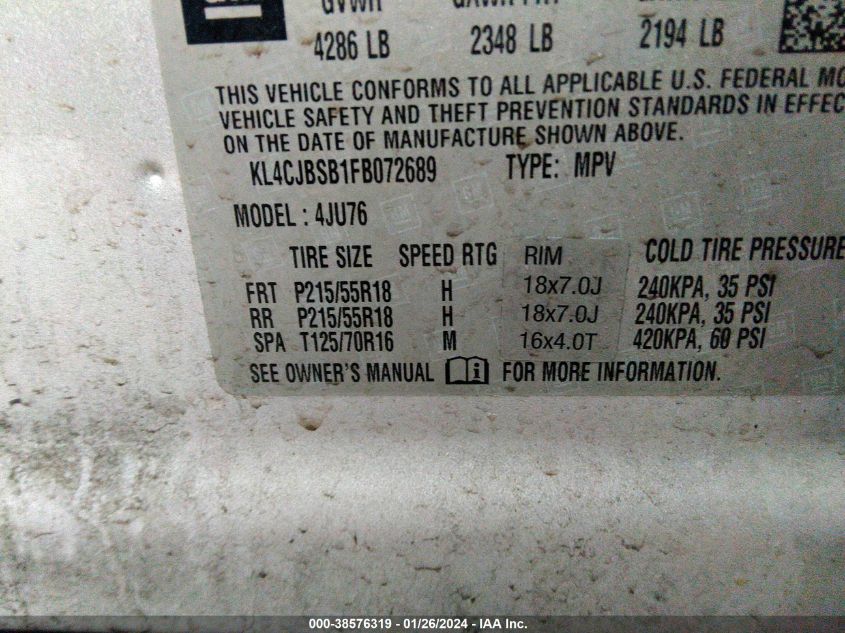 4286 LB 2348 LB 2194 LB
THIS VEHICLE CONFORMS TO ALL APPLICABLE U.S. FEDERAL MO
VEHICLE SAFETY AND THEFT PREVENTION STANDARDS IN EFFEC
ON THE DATE OF MANUFACTURE SHOWN ABOVE.
KL4CJBSB1FB072689 TYPE: MPV
MODEL : 4JU76
TIRE SIZE SPEED RTG RIM COLD TIRE PRESSURE
FRT P215/55R18 H 18x7.0J 240KPA, 35 PSI
RR P215/55R18 H 18x7.0J 240KPA, 35 PSI
SPA T125/70R16 M 16x4.0T 420KPA, 60 PSI
SEE OWNER'S MANUAL FOR MORE INFORMATION.
000-38576319 / 01/26/2024 - IAA Inc.